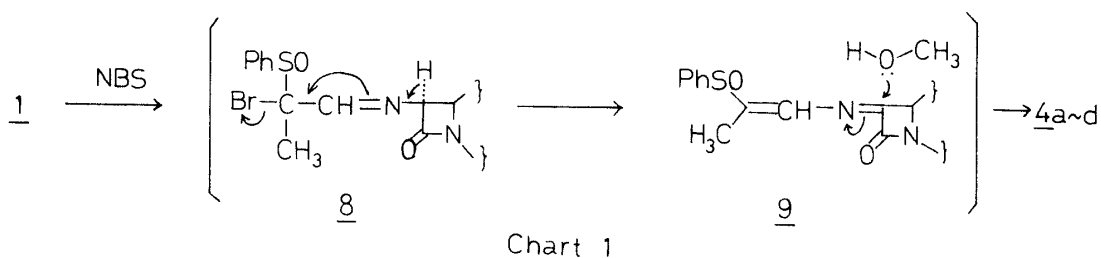 1 NBS PhSO Br C CH=N H O N CH₃ 8
PhSO H₃C C=CH-N O N H-O-CH₃ 9 4a~d
Chart 1